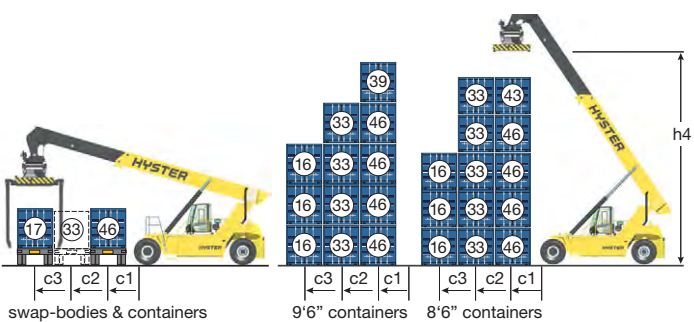 HYSTER
17 33 46
HYSTER
c3 c2 c1
swap-bodies & containers
39
33 46
16 33 46
16 33 46
16 33 46
c3 c2 c1
9'6" containers
33 43
33 46
16 33 46
16 33 46
16 33 46
c3 c2 c1
8'6" containers
HYSTER
HYSTER
h4